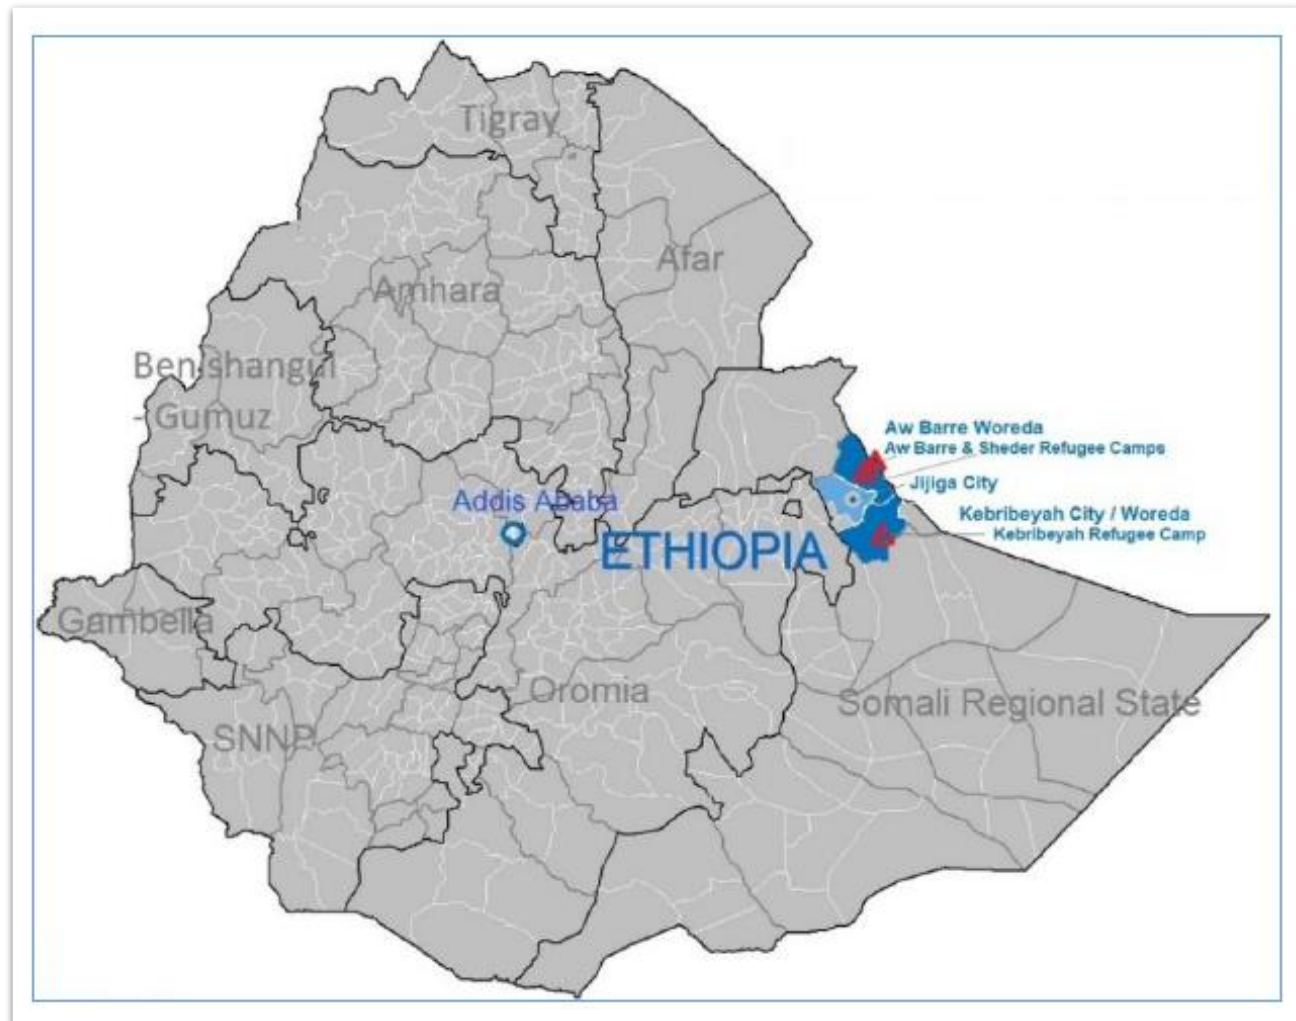 Tigray
Afar
Amhara
Benishangul
- Gumuz
Aw Barre Woreda
Aw Barre & Sheder Refugee Camps
Jijiga City
Addis Ababa
Kebribeyah City / Woreda
Kebribeyah Refugee Camp
ETHIOPIA
Gambella
Oromia
Somali Regional State
SNNP